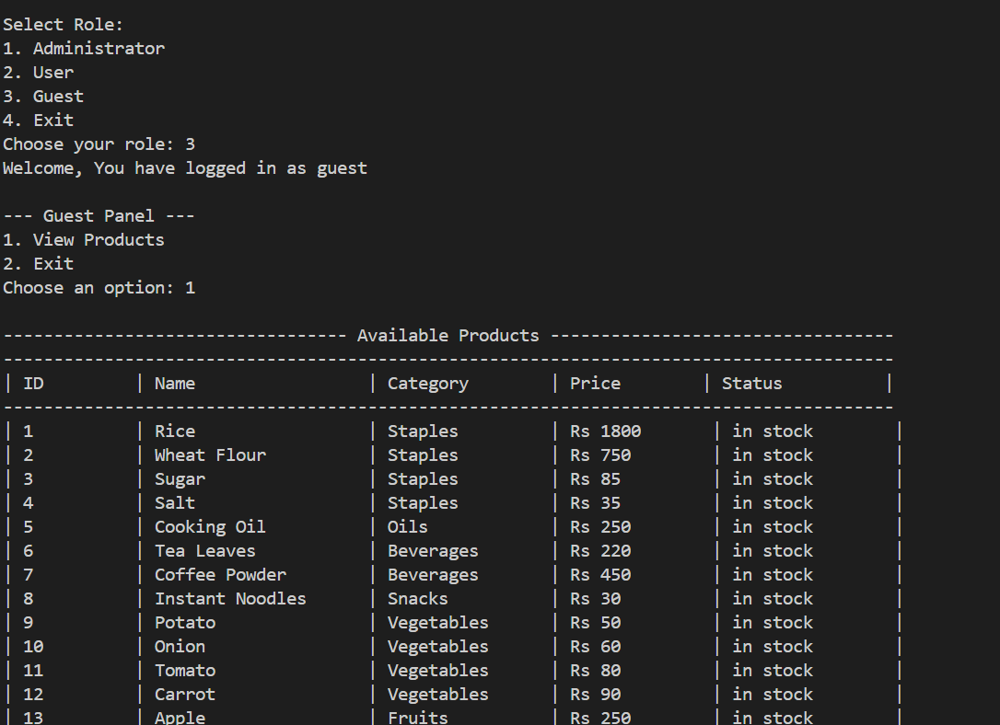 Select Role:
1. Administrator
2. User
3. Guest
4. Exit
Choose your role: 3
Welcome, You have logged in as guest
--- Guest Panel ---
1. View Products
2. Exit
Choose an option: 1
---------------------------------- Available Products ----------------------------------
----------------------------------------------------------------------------------------
| ID         | Name                 | Category        | Price        | Status          |
----------------------------------------------------------------------------------------
| 1          | Rice                 | Staples         | Rs 1800       | in stock        |
| 2          | Wheat Flour          | Staples         | Rs 750        | in stock        |
| 3          | Sugar                | Staples         | Rs 85         | in stock        |
| 4          | Salt                 | Staples         | Rs 35         | in stock        |
| 5          | Cooking Oil          | Oils            | Rs 250        | in stock        |
| 6          | Tea Leaves           | Beverages       | Rs 220        | in stock        |
| 7          | Coffee Powder        | Beverages       | Rs 450        | in stock        |
| 8          | Instant Noodles      | Snacks          | Rs 30         | in stock        |
| 9          | Potato               | Vegetables      | Rs 50         | in stock        |
| 10         | Onion                | Vegetables      | Rs 60         | in stock        |
| 11         | Tomato               | Vegetables      | Rs 80         | in stock        |
| 12         | Carrot               | Vegetables      | Rs 90         | in stock        |
| 13         | Apple                | Fruits          | Rs 250        | in stock        |